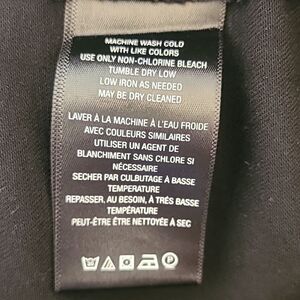 MACHINE WASH COLD
WITH LIKE COLORS
USE ONLY NON-CHLORINE BLEACH
TUMBLE DRY LOW
LOW IRON AS NEEDED
MAY BE DRY CLEANED
LAVER À LA MACHINE À L'EAU FROIDE
AVEC COULEURS SIMILAIRES
UTILISER UN AGENT DE
BLANCHIMENT SANS CHLORE SI
NÉCESSAIRE
SECHER PAR CULBUTAGE À BASSE
TEMPERATURE
REPASSER, AU BESOIN, À TRÉS BASSE
TEMPÉRATURE
PEUT-ÊTRE ÊTRE NETTOYÉE À SEC